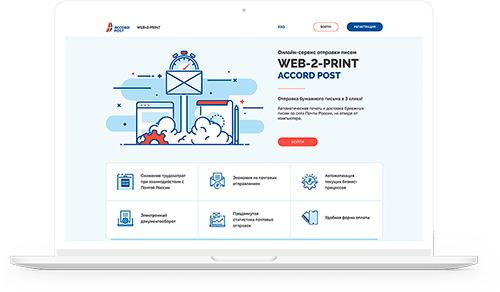 ACCORD
POST
WEB-2-PRINT
FAQ
ВОЙТИ
РЕГИСТРАЦИЯ
Онлайн-сервис отправки писем
WEB-2-PRINT
ACCORD POST
Отправка бумажного письма в 3 клика!
Автоматическая печать и доставка бумажных
писем по сети Почты России, не отходя от
компьютера.
ВОЙТИ
Снижение трудозатрат
при взаимодействии с
Почтой России
Экономия на почтовых
отправлениях
Автоматизация
текущих бизнес-
процессов
Электронный
документооборот
Продвинутая
статистика почтовых
отправок
Удобная форма оплаты